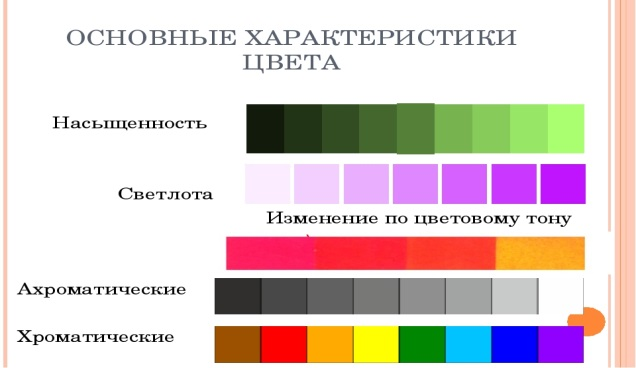 ОСНОВНЫЕ ХАРАКТЕРИСТИКИ
ЦВЕТА
Насыщенность
Светлота
Изменение по цветовому тону
Ахроматические
Хроматические